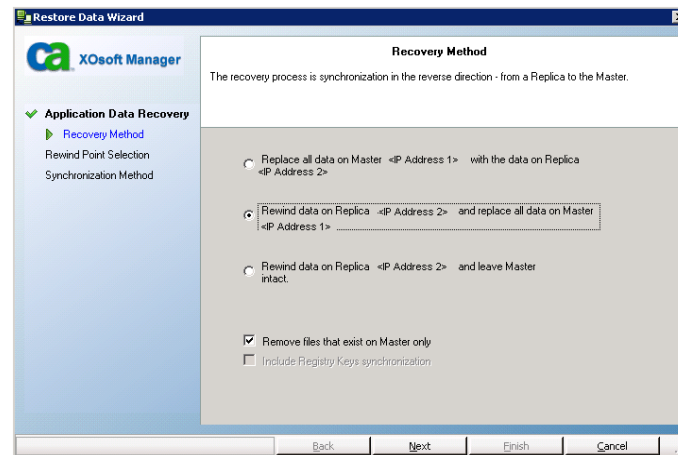 Restore Data Wizard
ca XOsoft Manager
Application Data Recovery
Recovery Method
Rewind Point Selection
Synchronization Method
Recovery Method
The recovery process is synchronization in the reverse direction - from a Replica to the Master.
Replace all data on Master <IP Address 1> with the data on Replica
<IP Address 2>
Rewind data on Replica <IP Address 2> and replace all data on Master
<IP Address 1>
Rewind data on Replica <IP Address 2> and leave Master
intact.
Remove files that exist on Master only
Include Registry Keys synchronization
Back Next Finish Cancel